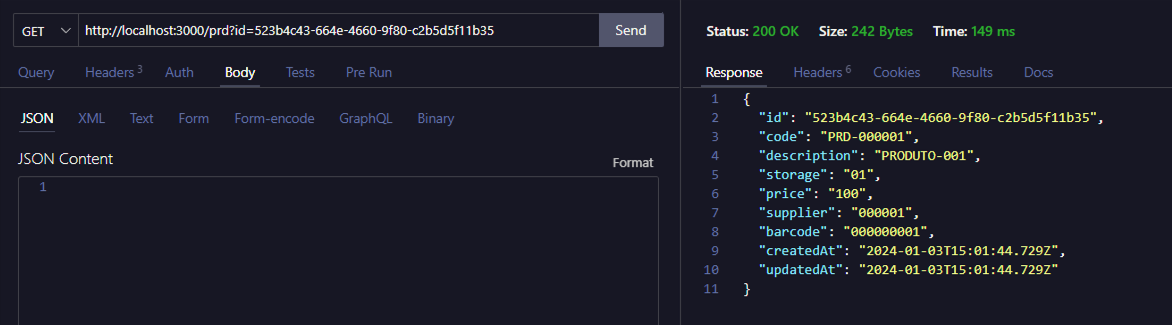 GET http://localhost:3000/prd?id=523b4c43-664e-4660-9f80-c2b5d5f11b35 Send
Query Headers 3 Auth Body Tests Pre Run
JSON XML Text Form Form-encode GraphQL Binary
JSON Content Format
1
Status: 200 OK Size: 242 Bytes Time: 149 ms
Response Headers 6 Cookies Results Docs
1 {
2 "id": "523b4c43-664e-4660-9f80-c2b5d5f11b35",
3 "code": "PRD-000001",
4 "description": "PRODUTO-001",
5 "storage": "01",
6 "price": "100",
7 "supplier": "000001",
8 "barcode": "000000001",
9 "createdAt": "2024-01-03T15:01:44.729Z",
10 "updatedAt": "2024-01-03T15:01:44.729Z"
11 }